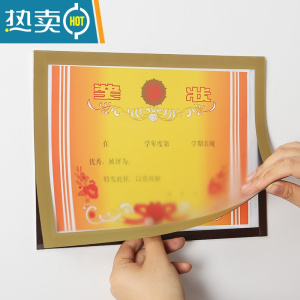 热卖 HOT
奖 状
在 学年度第 学期表现
优秀，被评为：
特发此状，以资鼓励